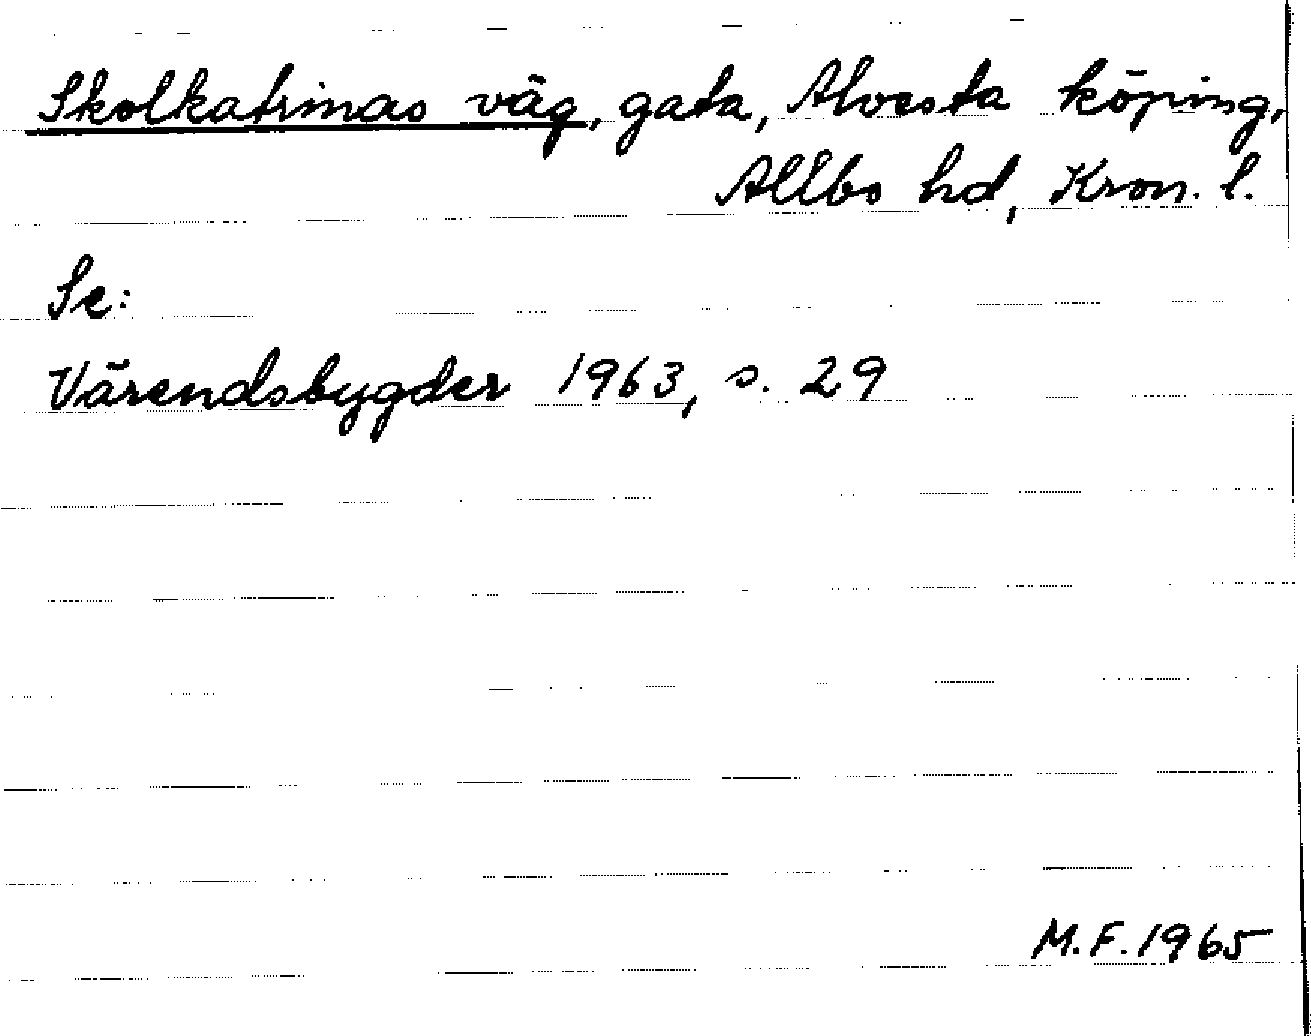 Skolkatrinas väg, gata, Alvesta köping,
Allbo hd, Kron. l.
Se:
Värendsbygder 1963, s. 29
M.F. 1965